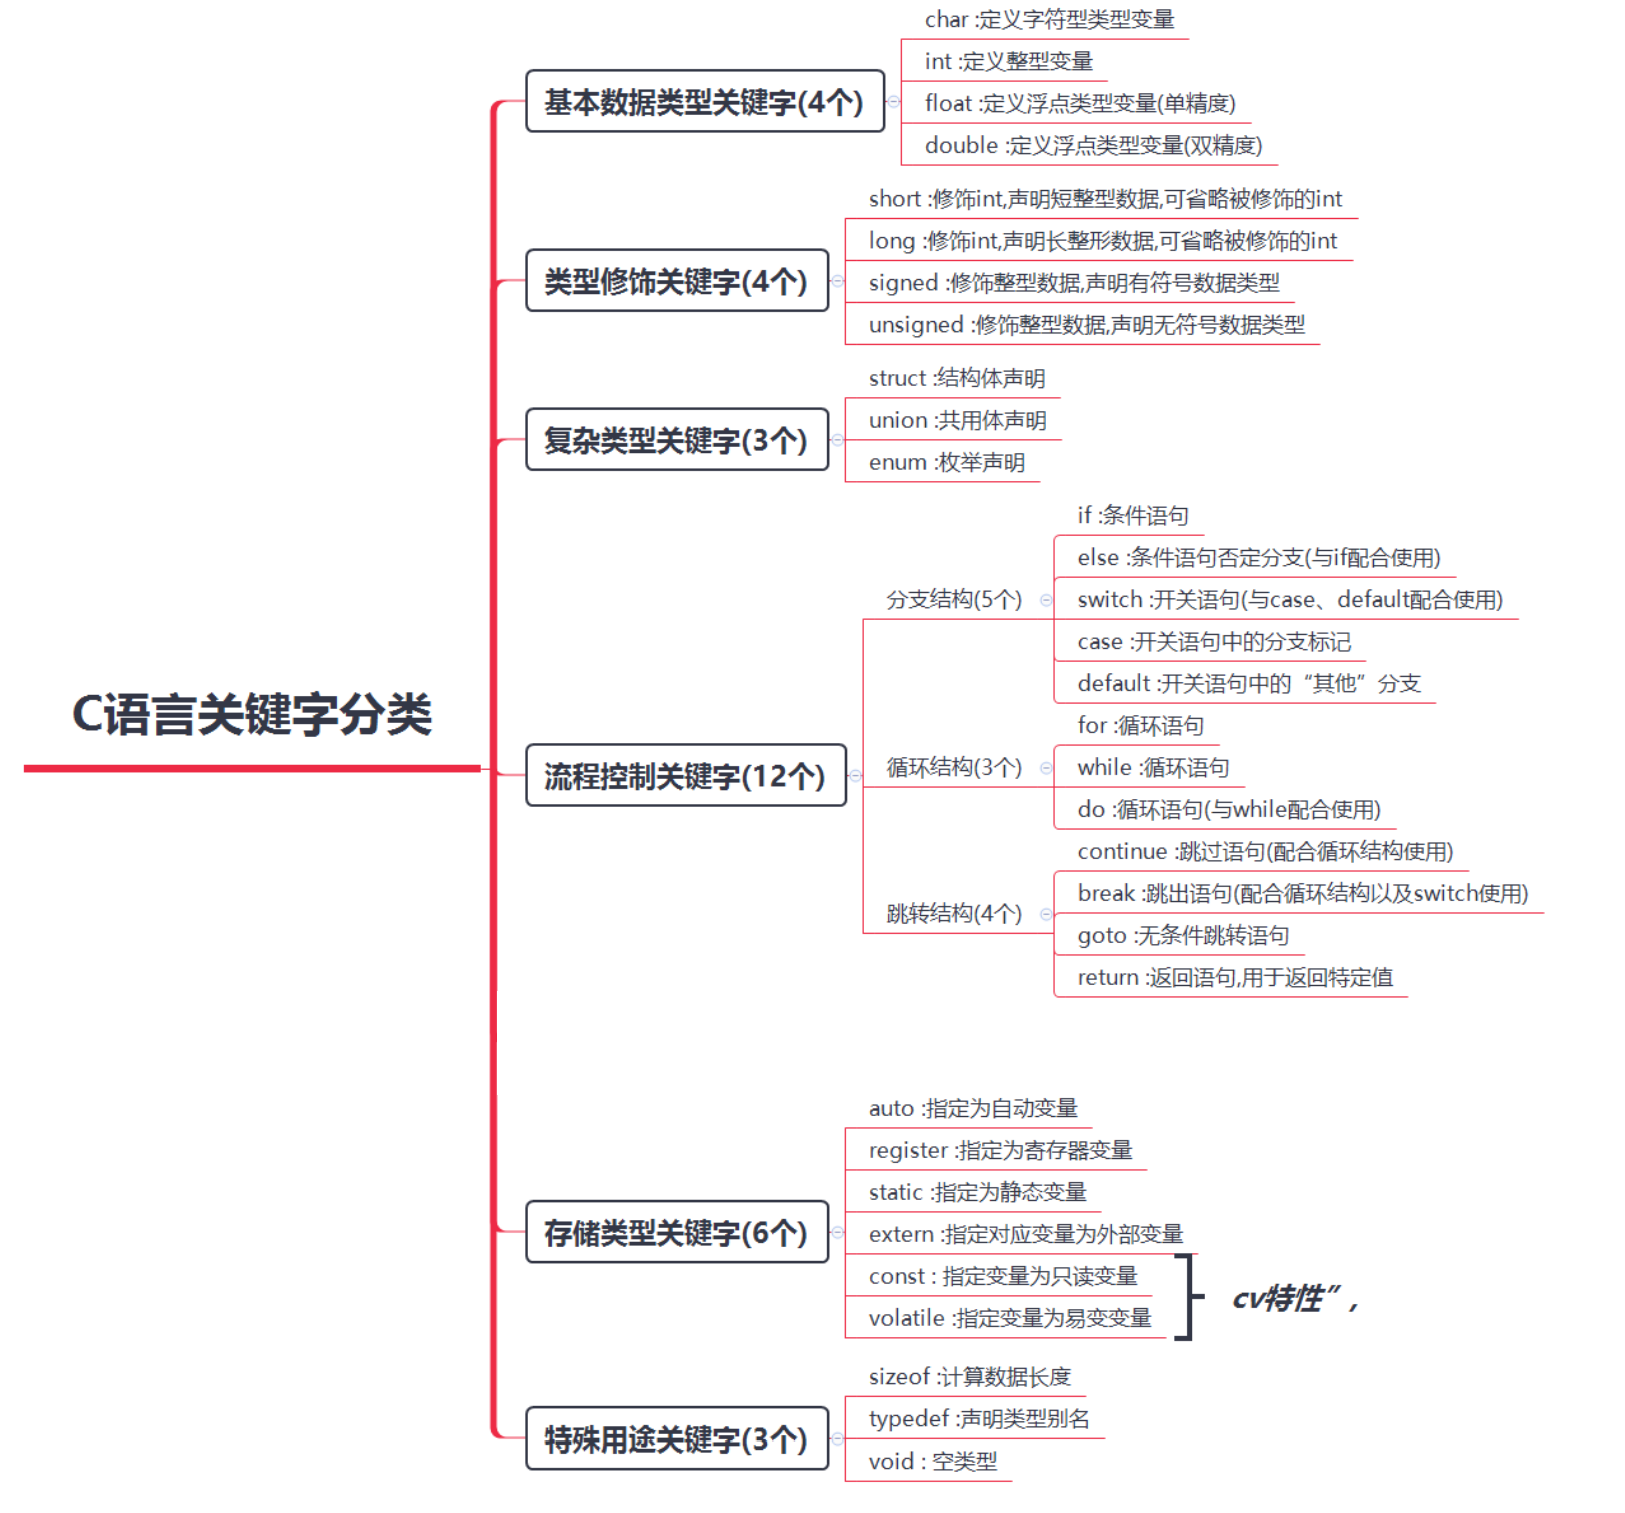 C语言关键字分类
基本数据类型关键字(4个)
char :定义字符型类型变量
int :定义整型变量
float :定义浮点类型变量(单精度)
double :定义浮点类型变量(双精度)
类型修饰关键字(4个)
short :修饰int,声明短整型数据,可省略被修饰的int
long :修饰int,声明长整形数据,可省略被修饰的int
signed :修饰整型数据,声明有符号数据类型
unsigned :修饰整型数据,声明无符号数据类型
复杂类型关键字(3个)
struct :结构体声明
union :共用体声明
enum :枚举声明
流程控制关键字(12个)
分支结构(5个)
if :条件语句
else :条件语句否定分支(与if配合使用)
switch :开关语句(与case、default配合使用)
case :开关语句中的分支标记
default :开关语句中的“其他”分支
循环结构(3个)
for :循环语句
while :循环语句
do :循环语句(与while配合使用)
跳转结构(4个)
continue :跳过语句(配合循环结构使用)
break :跳出语句(配合循环结构以及switch使用)
goto :无条件跳转语句
return :返回语句,用于返回特定值
存储类型关键字(6个)
auto :指定为自动变量
register :指定为寄存器变量
static :指定为静态变量
extern :指定对应变量为外部变量
const : 指定变量为只读变量
volatile :指定变量为易变变量
cv特性”,
特殊用途关键字(3个)
sizeof :计算数据长度
typedef :声明类型别名
void : 空类型